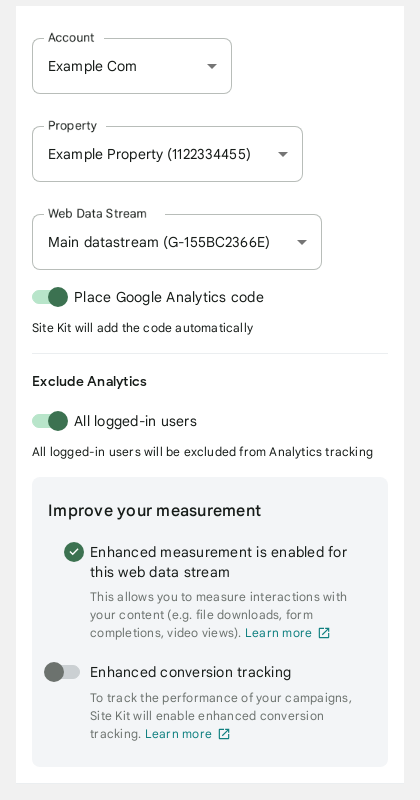 Account
Example Com
Property
Example Property (1122334455)
Web Data Stream
Main datastream (G-155BC2366E)
Place Google Analytics code
Site Kit will add the code automatically
Exclude Analytics
All logged-in users
All logged-in users will be excluded from Analytics tracking
Improve your measurement
Enhanced measurement is enabled for
this web data stream
This allows you to measure interactions with
your content (e.g. file downloads, form
completions, video views). Learn more
Enhanced conversion tracking
To track the performance of your campaigns,
Site Kit will enable enhanced conversion
tracking. Learn more